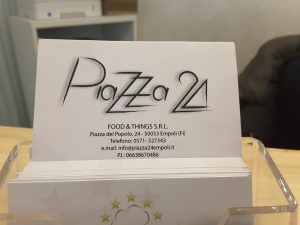 Piazza 24
FOOD & THINGS S.R.L.
Piazza del Popolo, 24 - 50053 Empoli (FI)
Telefono: 0571- 527343
e.mail: info@piazza24empoli.it
P.I.: 06638670486